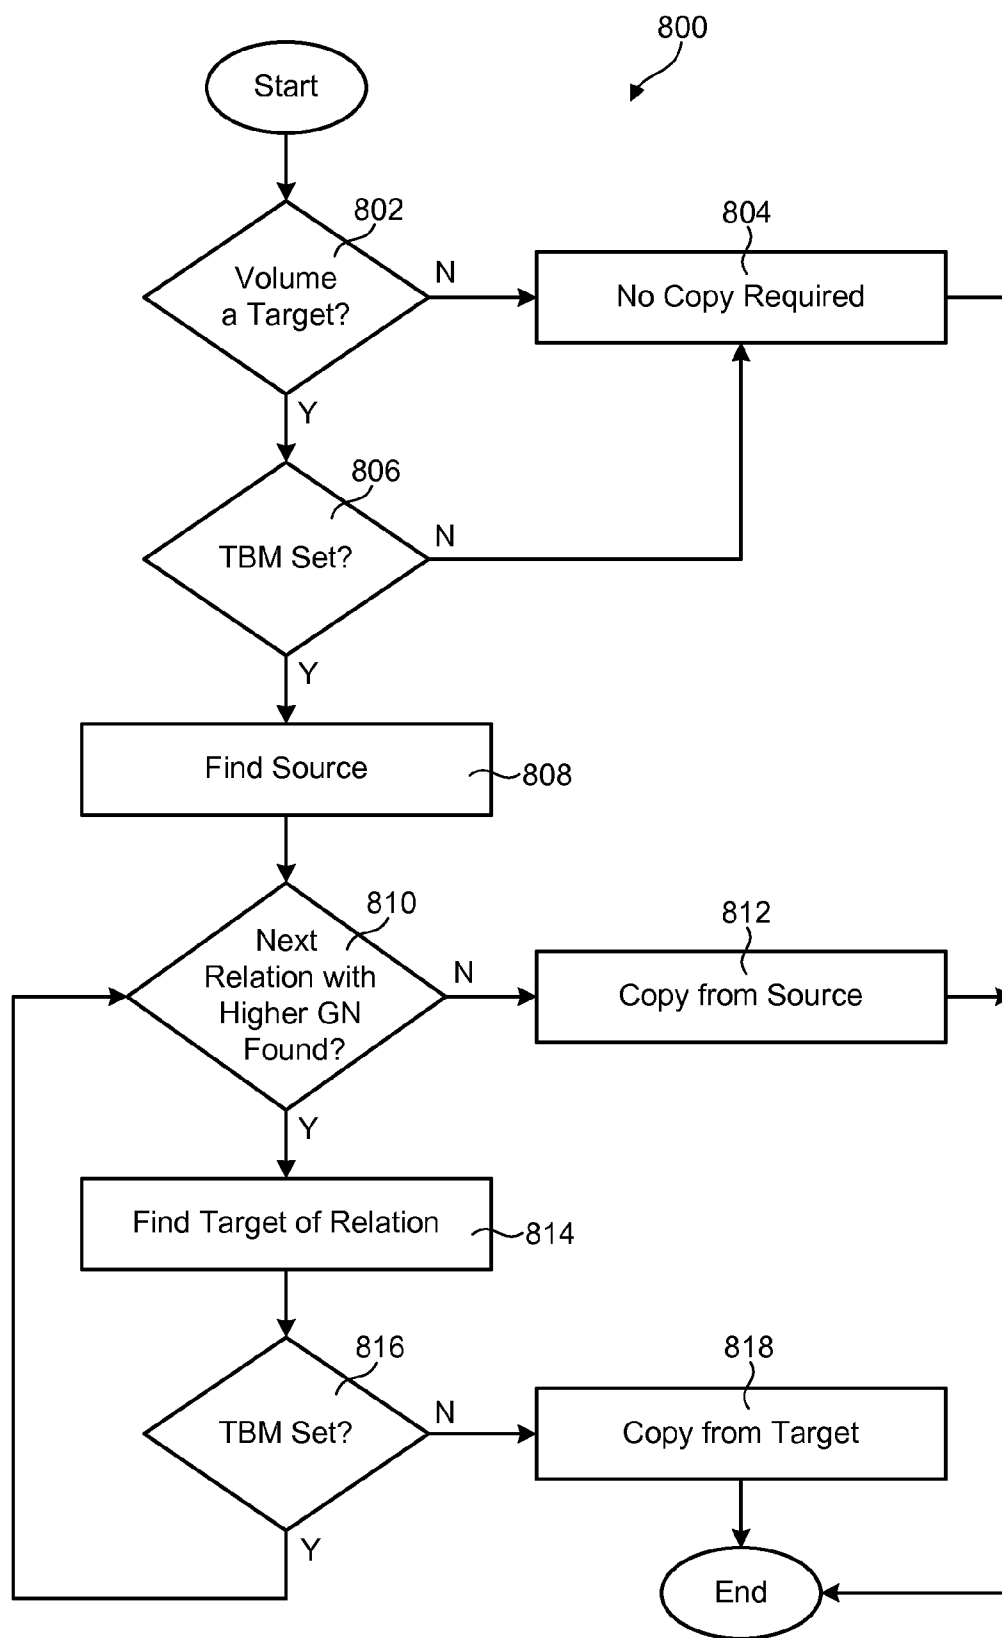 800
Start
802
Volume
a Target?
N
804
No Copy Required
Y
806
TBM Set?
N
Y
Find Source
808
810
Next
Relation with
Higher GN
Found?
N
812
Copy from Source
Y
Find Target of Relation
814
816
TBM Set?
N
818
Copy from Target
Y
End